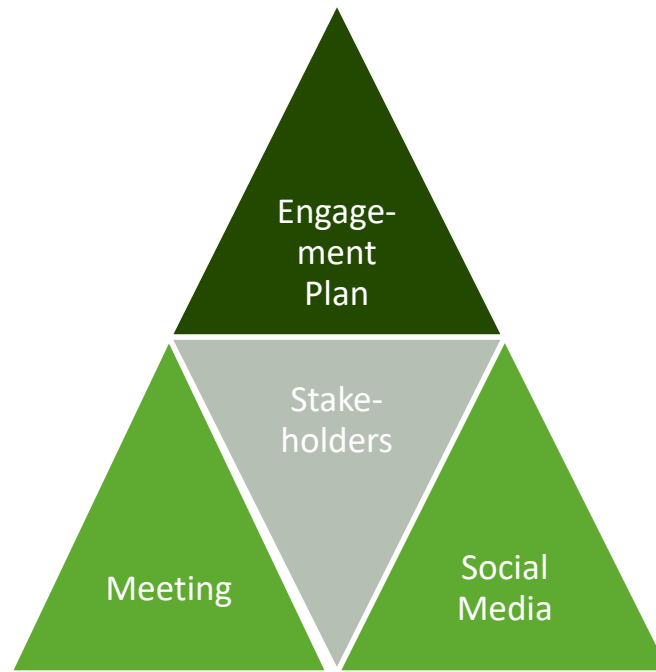 Engage-
ment
Plan
Stake-
holders
Meeting
Social
Media